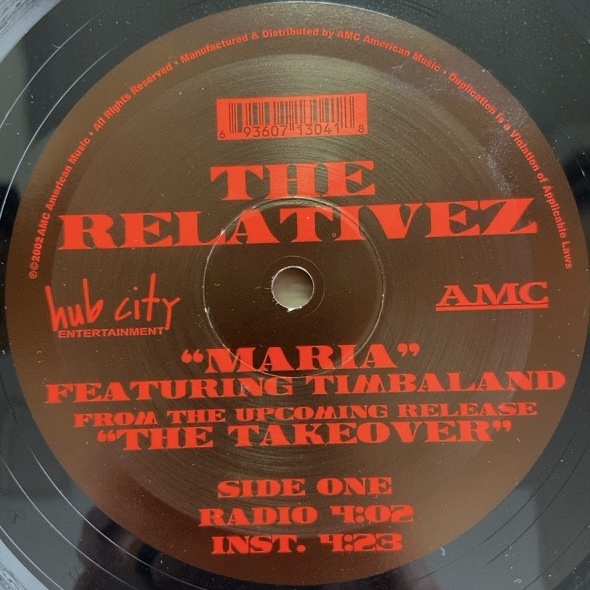 ℗©2002 AMC American Music • All Rights Reserved • Manufactured & Distributed by AMC American Music • Duplication is a Violation of Applicable Laws
6 93607 13041 8
THE
RELATIVEZ
hub city
ENTERTAINMENT
AMC
“MARIA”
FEATURING TIMBALAND
FROM THE UPCOMING RELEASE
“THE TAKEOVER”
SIDE ONE
RADIO 4:02
INST. 4:23